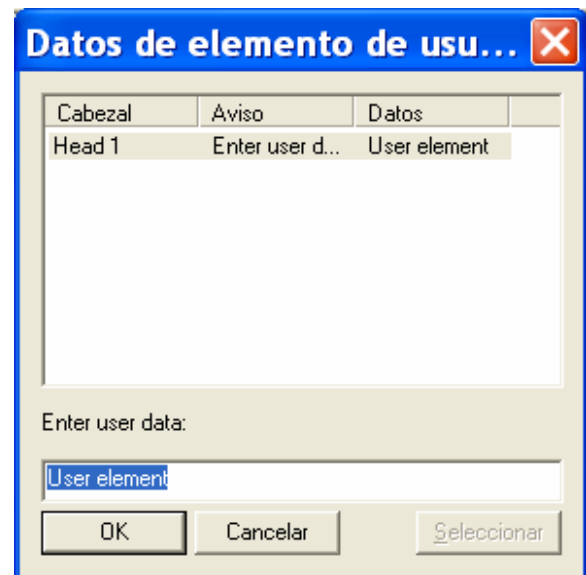 Datos de elemento de usu...
Cabezal Aviso Datos
Head 1 Enter user d... User element
Enter user data:
User element
OK Cancelar Seleccionar